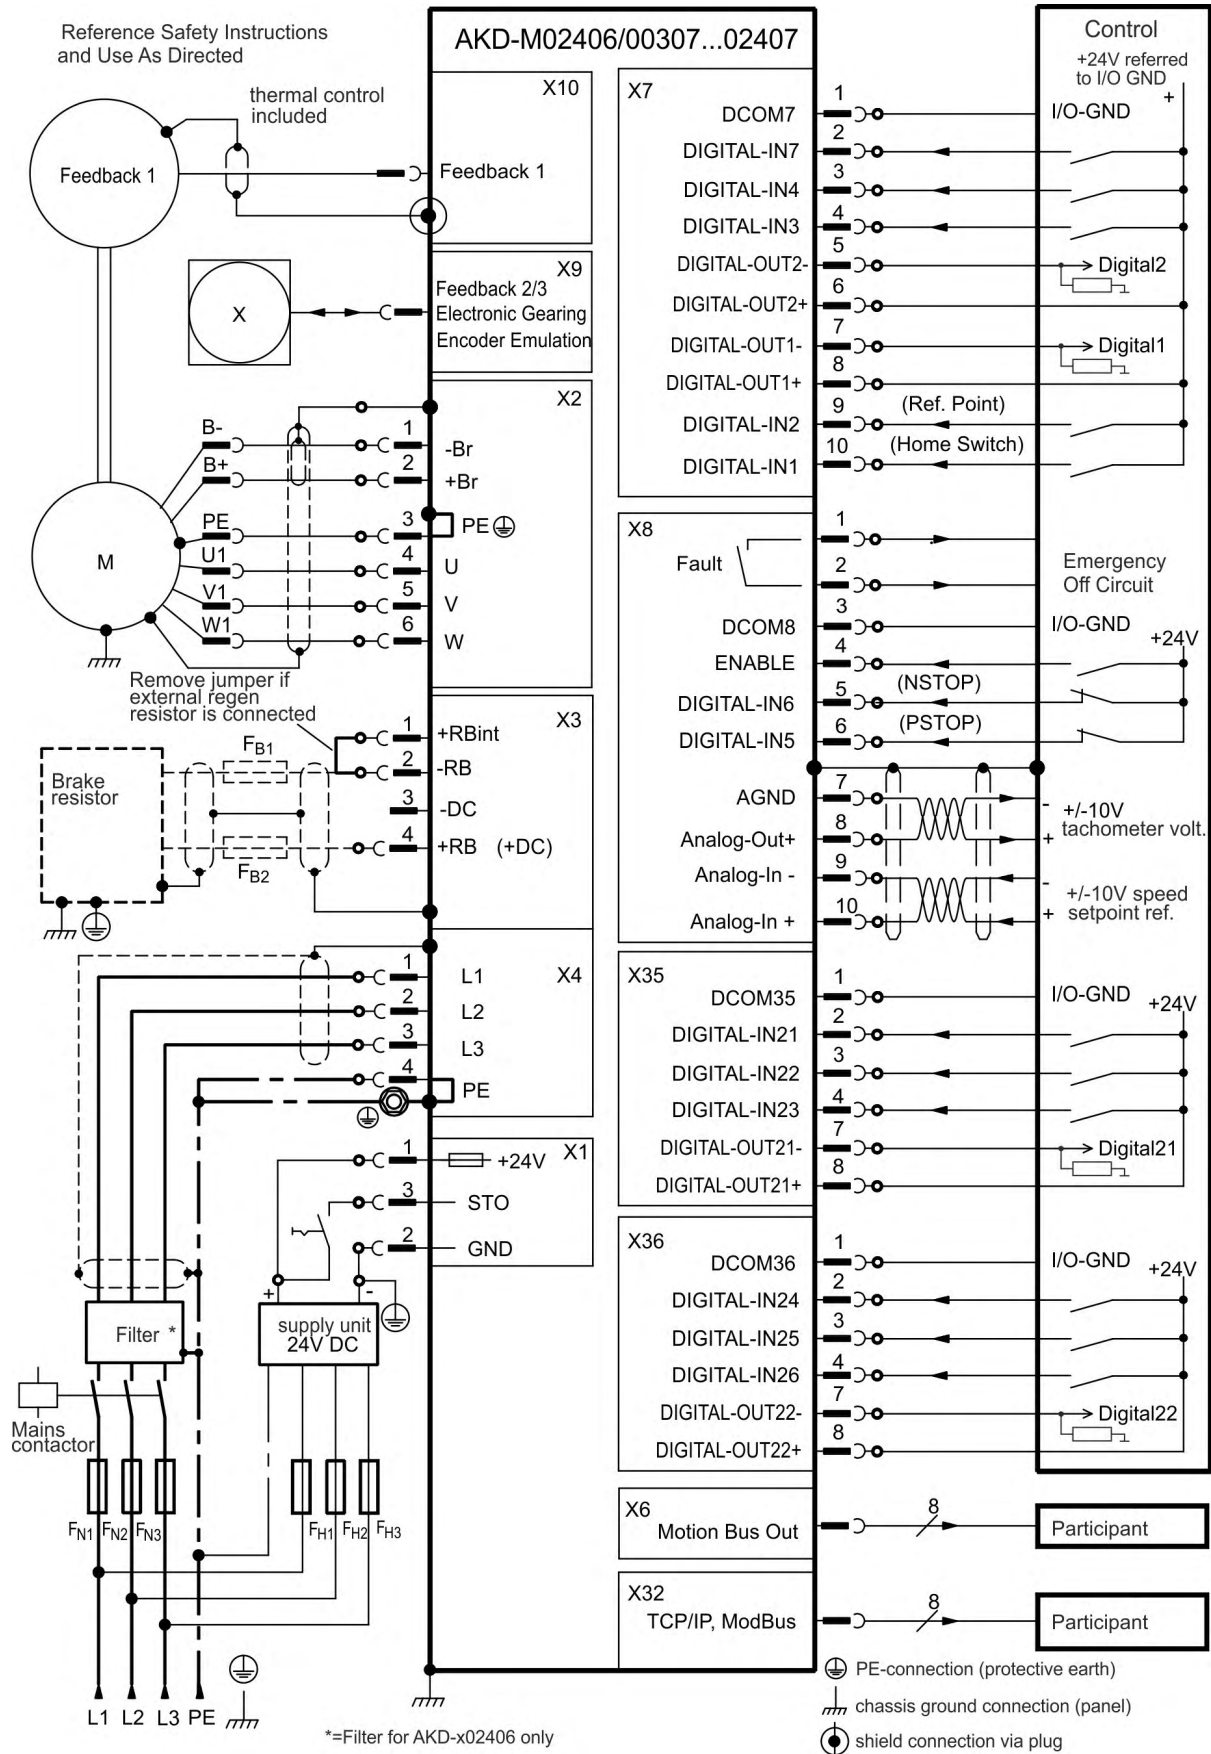 Reference Safety Instructions
and Use As Directed
AKD-M02406/00307...02407
Control
+24V referred
to I/O GND
+
thermal control
included
Feedback 1
X10
Feedback 1
X
X9
Feedback 2/3
Electronic Gearing
Encoder Emulation
X2
B-
1
-Br
B+
2
+Br
PE
3
PE
M
U1
4
U
V1
5
V
W1
6
W
Remove jumper if
external regen
resistor is connected
X3
1
+RBint
2
-RB
3
-DC
4
+RB (+DC)
FB1
FB2
Brake
resistor
X4
1
L1
2
L2
3
L3
4
PE
X1
1
+24V
3
STO
2
GND
+
-
supply unit
24V DC
Filter *
Mains
contactor
FN1
FN2
FN3
FH1
FH2
FH3
L1
L2
L3
PE
*=Filter for AKD-x02406 only
X7
DCOM7
1
I/O-GND
DIGITAL-IN7
2
DIGITAL-IN4
3
DIGITAL-IN3
4
DIGITAL-OUT2-
5
Digital2
DIGITAL-OUT2+
6
DIGITAL-OUT1-
7
Digital1
DIGITAL-OUT1+
8
DIGITAL-IN2
9
(Ref. Point)
DIGITAL-IN1
10
(Home Switch)
X8
Fault
1
2
Emergency
Off Circuit
DCOM8
3
I/O-GND
+24V
ENABLE
4
DIGITAL-IN6
5
(NSTOP)
DIGITAL-IN5
6
(PSTOP)
AGND
7
-
Analog-Out+
8
+
+/-10V
tachometer volt.
Analog-In -
9
-
Analog-In +
10
+
+/-10V speed
setpoint ref.
X35
DCOM35
1
I/O-GND
+24V
DIGITAL-IN21
2
DIGITAL-IN22
3
DIGITAL-IN23
4
DIGITAL-OUT21-
7
Digital21
DIGITAL-OUT21+
8
X36
DCOM36
1
I/O-GND
+24V
DIGITAL-IN24
2
DIGITAL-IN25
3
DIGITAL-IN26
4
DIGITAL-OUT22-
7
Digital22
DIGITAL-OUT22+
8
X6
Motion Bus Out
8
Participant
X32
TCP/IP, ModBus
8
Participant
PE-connection (protective earth)
chassis ground connection (panel)
shield connection via plug